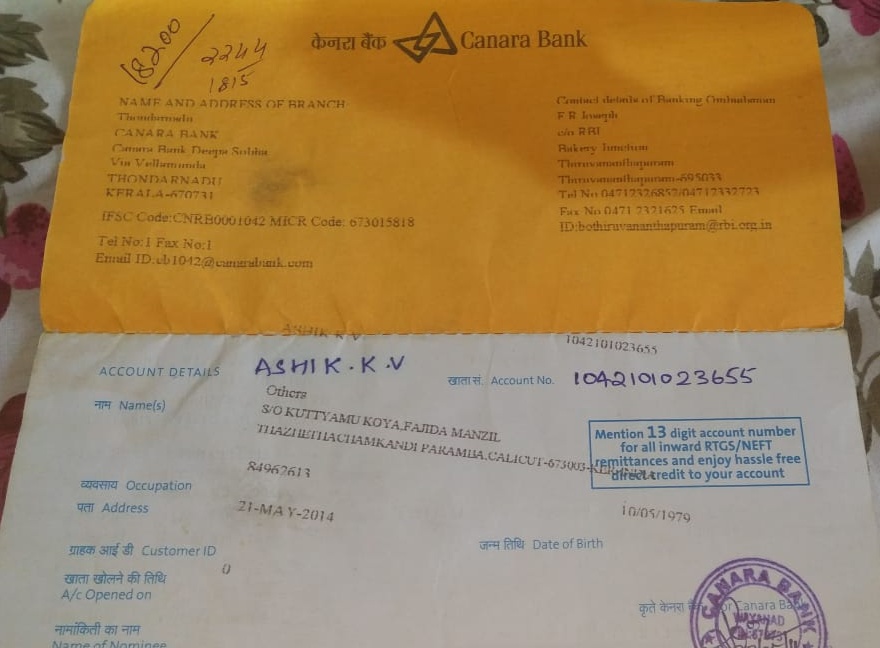 18200
2244
1815
केनरा बैंक Canara Bank
NAME AND ADDRESS OF BRANCH
Thondarnadu
CANARA BANK
Canara Bank Deepa Sobha
Via Vellamunda
THONDARNADU
KERALA-670731
IFSC Code:CNRB0001042 MICR Code: 673015818
Tel No:1 Fax No:1
Email ID:cb1042@canarabank.com
Contact details of Banking Ombudsman
F R Joseph
c/o RBI
Bakery Junction
Thiruvananthapuram
Thiruvananthapuram-695033
Tel No 04712326852/04712332723
Fax No 0471 2321625 Email
ID:bothiruvananthapuram@rbi.org.in
ASHIK K V
1042101023655
ACCOUNT DETAILS ASHIK.K.V
खाता सं. Account No. 1042101023655
Others
नाम Name(s)
S/O KUTTYAMU KOYA,FAJIDA MANZIL
THAZHETHACHAMKANDI PARAMBA,CALICUT-673003-
Mention 13 digit account number
for all inward RTGS/NEFT
remittances and enjoy hassle free
direct credit to your account
84962613
व्यवसाय Occupation
पता Address
21-MAY-2014
10/05/1979
ग्राहक आई डी Customer ID
जन्म तिथि Date of Birth
0
खाता खोलने की तिथि
A/c Opened on
कृते केनरा बैंक For Canara Bank
नामांकिती का नाम
Name of Nominee
CANARA BANK
WAYANAD